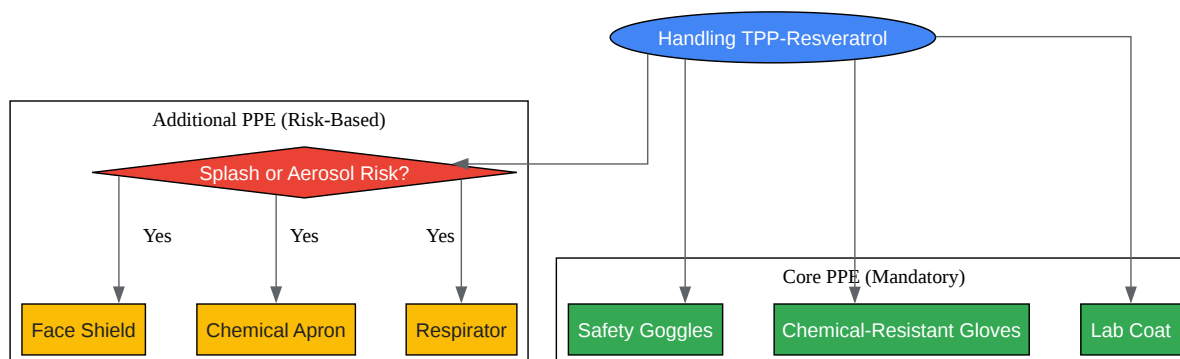 Handling TPP-Resveratrol
Additional PPE (Risk-Based)
Splash or Aerosol Risk?
Yes
Yes
Yes
Core PPE (Mandatory)
Face Shield
Chemical Apron
Respirator
Safety Goggles
Chemical-Resistant Gloves
Lab Coat